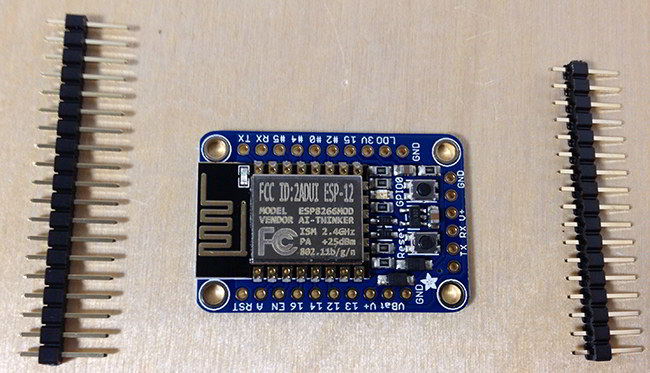 TX RX #5 #4 #0 #2 15 3V LDO GND
FCC ID:2ADUI ESP-12
MODEL ESP8266MOD
VENDOR AI-THINKER
FC ISM 2.4GHz
PA +25dBm
802.11b/g/n
GPIO0
Reset
GND
V+
RX
TX
RST A EN 16 14 12 13 V+ VBat GND